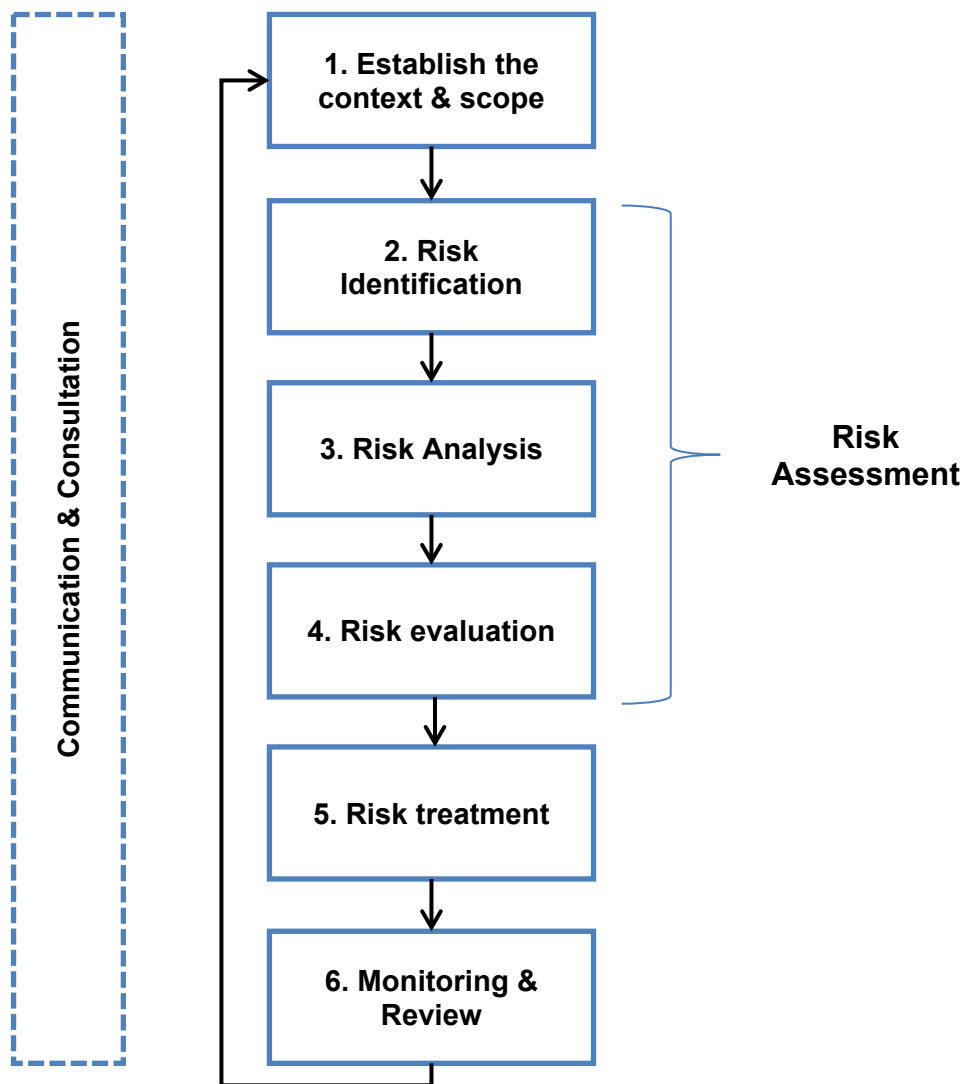 Communication & Consultation
1. Establish the
context & scope
2. Risk
Identification
3. Risk Analysis
4. Risk evaluation
5. Risk treatment
6. Monitoring &
Review
Risk
Assessment